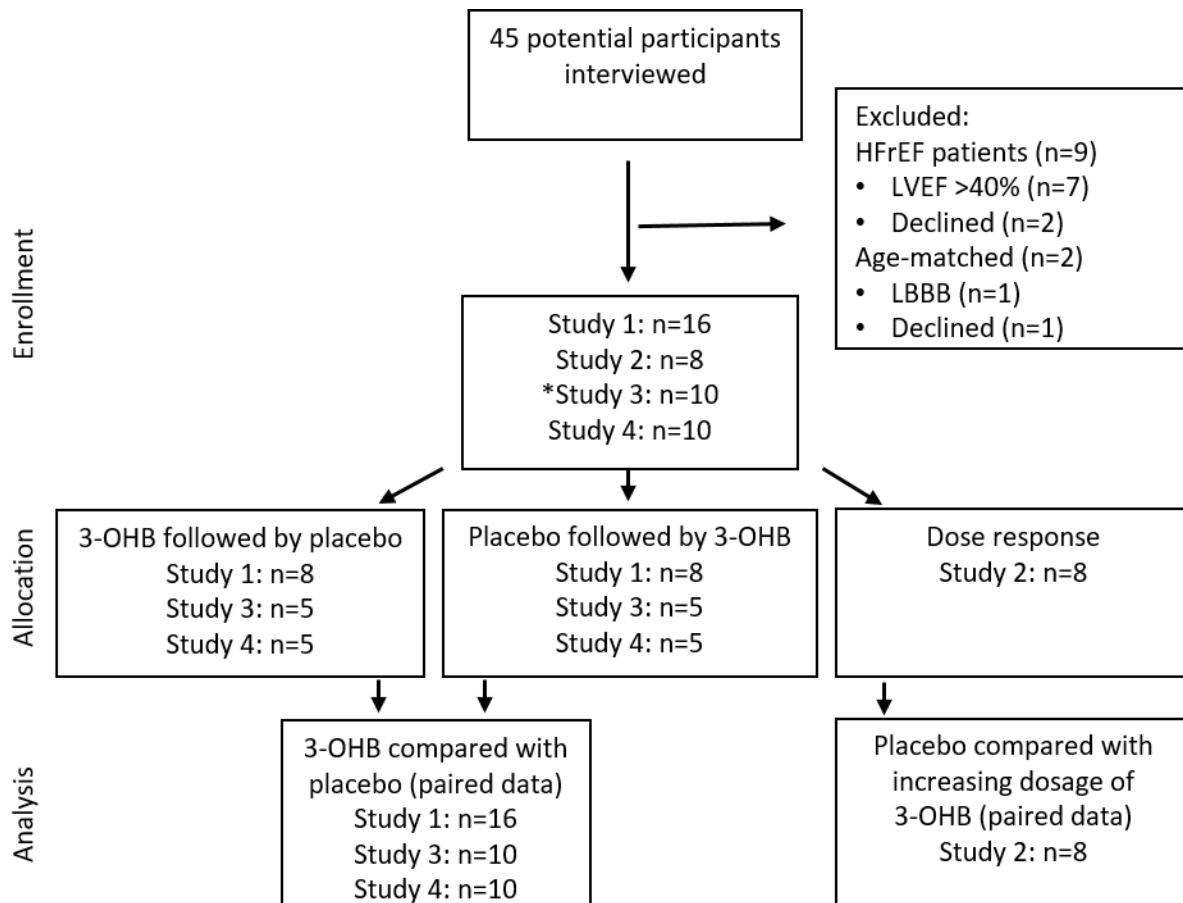 45 potential participants
interviewed
Excluded:
HFrEF patients (n=9)
• LVEF >40% (n=7)
• Declined (n=2)
Age-matched (n=2)
• LBBB (n=1)
• Declined (n=1)
Enrollment
Study 1: n=16
Study 2: n=8
*Study 3: n=10
Study 4: n=10
Allocation
3-OHB followed by placebo
Study 1: n=8
Study 3: n=5
Study 4: n=5
Placebo followed by 3-OHB
Study 1: n=8
Study 3: n=5
Study 4: n=5
Dose response
Study 2: n=8
Analysis
3-OHB compared with
placebo (paired data)
Study 1: n=16
Study 3: n=10
Study 4: n=10
Placebo compared with
increasing dosage of
3-OHB (paired data)
Study 2: n=8